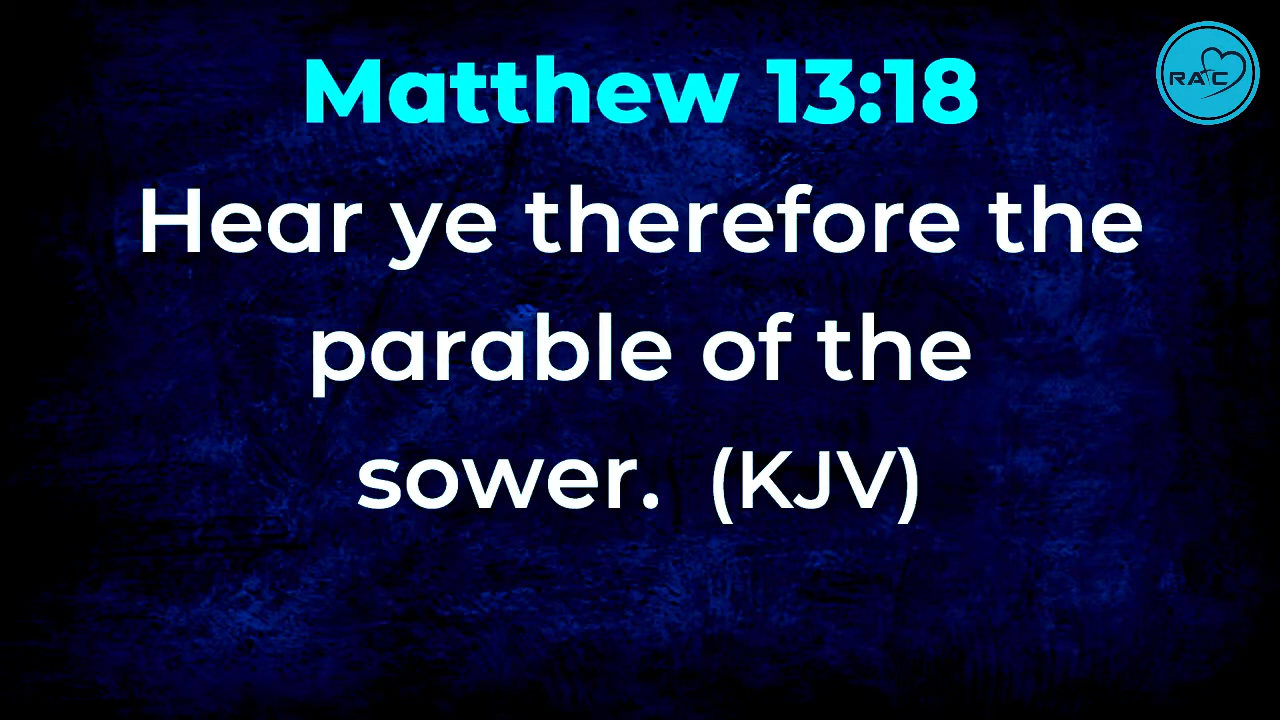 Matthew 13:18
RAC
Hear ye therefore the
parable of the
sower. (KJV)